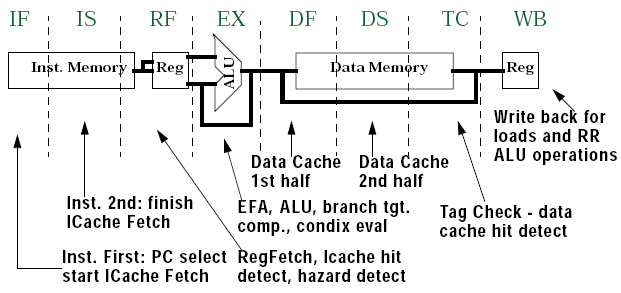 IF IS RF EX DF DS TC WB
Inst. Memory Reg ALU Data Memory Reg
Write back for
loads and RR
ALU operations
Data Cache
1st half
Data Cache
2nd half
Inst. 2nd: finish
ICache Fetch
EFA, ALU, branch tgt.
comp., condix eval
Tag Check - data
cache hit detect
Inst. First: PC select
start ICache Fetch
RegFetch, Icache hit
detect, hazard detect